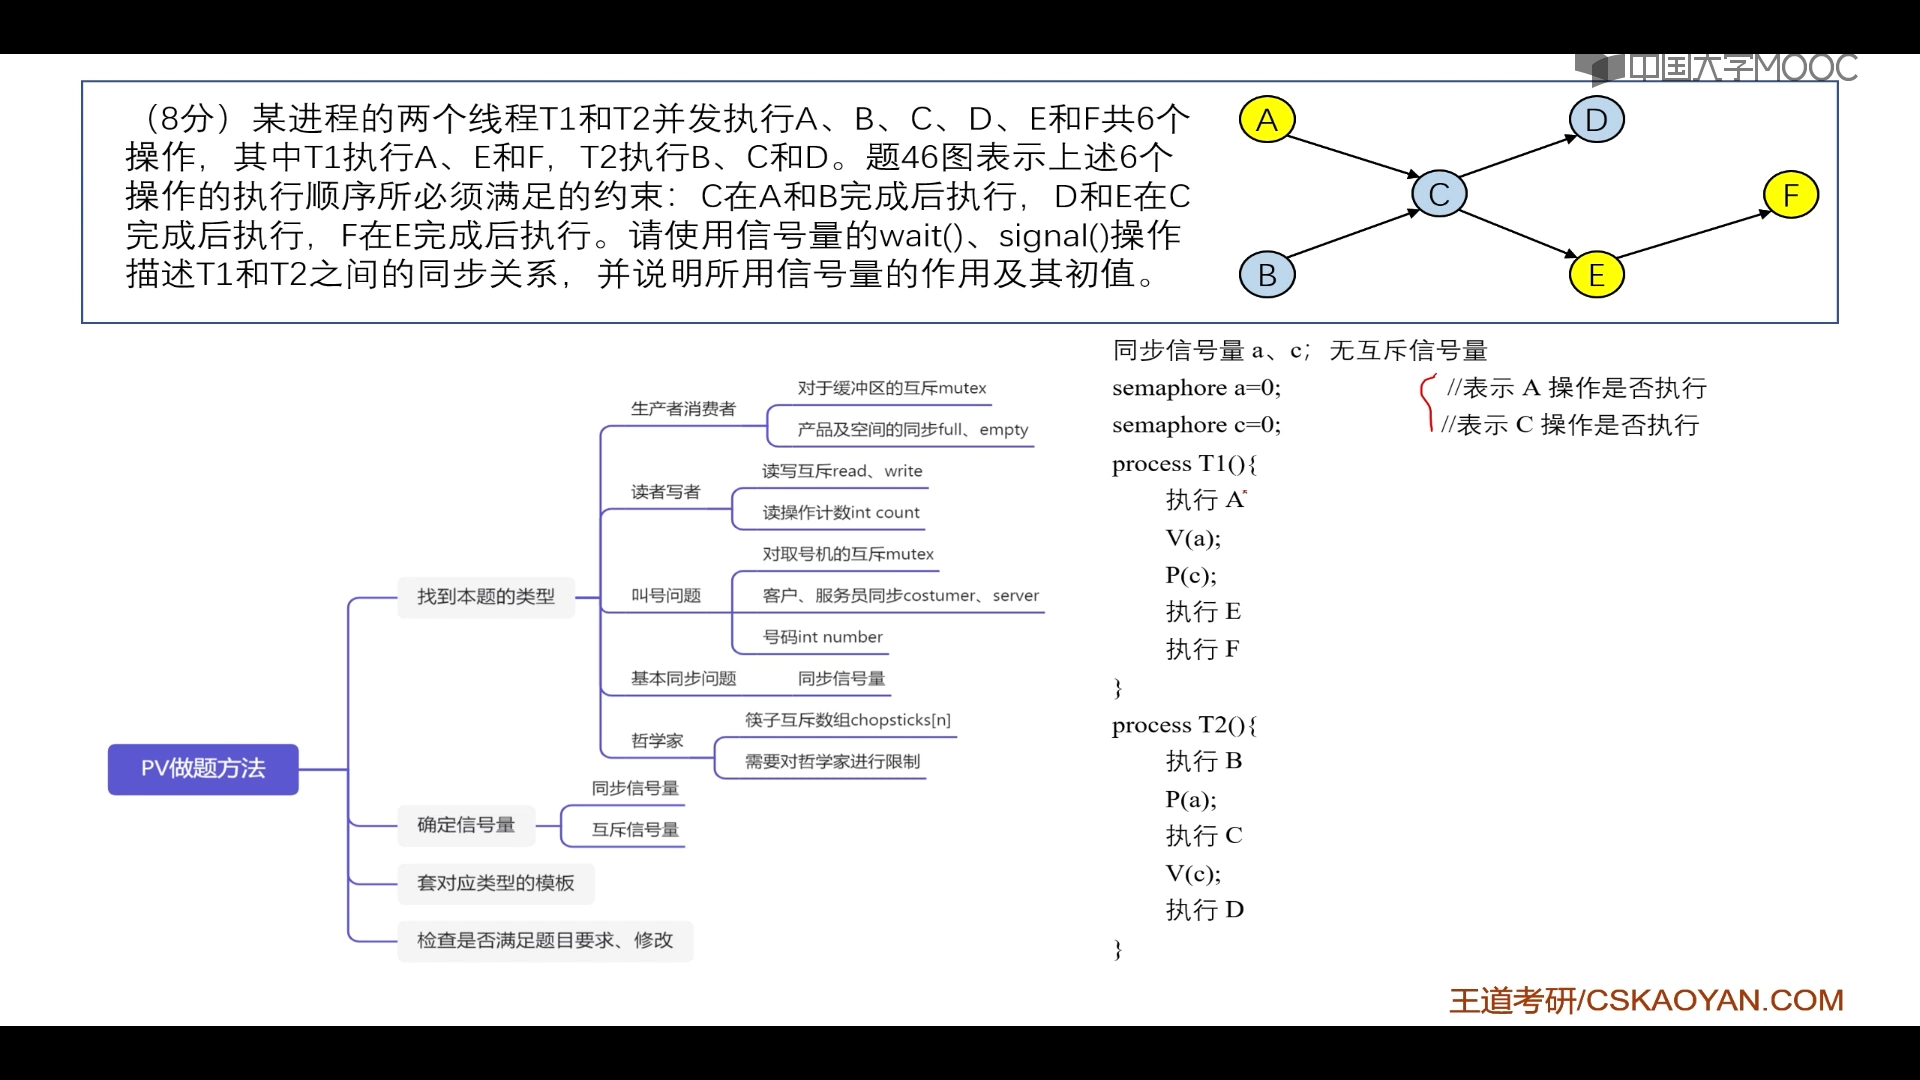 中国大学MOOC
（8分）某进程的两个线程T1和T2并发执行A、B、C、D、E和F共6个
操作，其中T1执行A、E和F，T2执行B、C和D。题46图表示上述6个
操作的执行顺序所必须满足的约束：C在A和B完成后执行，D和E在C
完成后执行，F在E完成后执行。请使用信号量的wait()、signal()操作
描述T1和T2之间的同步关系，并说明所用信号量的作用及其初值。
A
D
C
F
B
E
PV做题方法
找到本题的类型
生产者消费者
对于缓冲区的互斥mutex
产品及空间的同步full、empty
读者写者
读写互斥read、write
读操作计数int count
叫号问题
对取号机的互斥mutex
客户、服务员同步costumer、server
号码int number
基本同步问题
同步信号量
哲学家
筷子互斥数组chopsticks[n]
需要对哲学家进行限制
确定信号量
同步信号量
互斥信号量
套对应类型的模板
检查是否满足题目要求、修改
同步信号量 a、c；无互斥信号量
semaphore a=0; //表示 A 操作是否执行
semaphore c=0; //表示 C 操作是否执行
process T1(){
执行 A
V(a);
P(c);
执行 E
执行 F
}
process T2(){
执行 B
P(a);
执行 C
V(c);
执行 D
}
王道考研/CSKAOYAN.COM